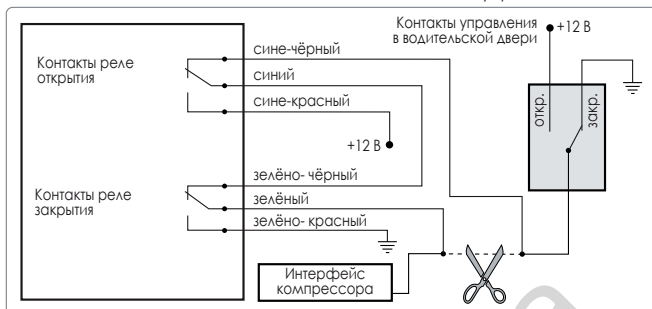 Контакты управления
в водительской двери
+12 В
Контакты реле
открытия
сине-чёрный
синий
сине-красный
+12 В
откр.
закр.
Контакты реле
закрытия
зелёно- чёрный
зелёный
зелёно- красный
Интерфейс
компрессора